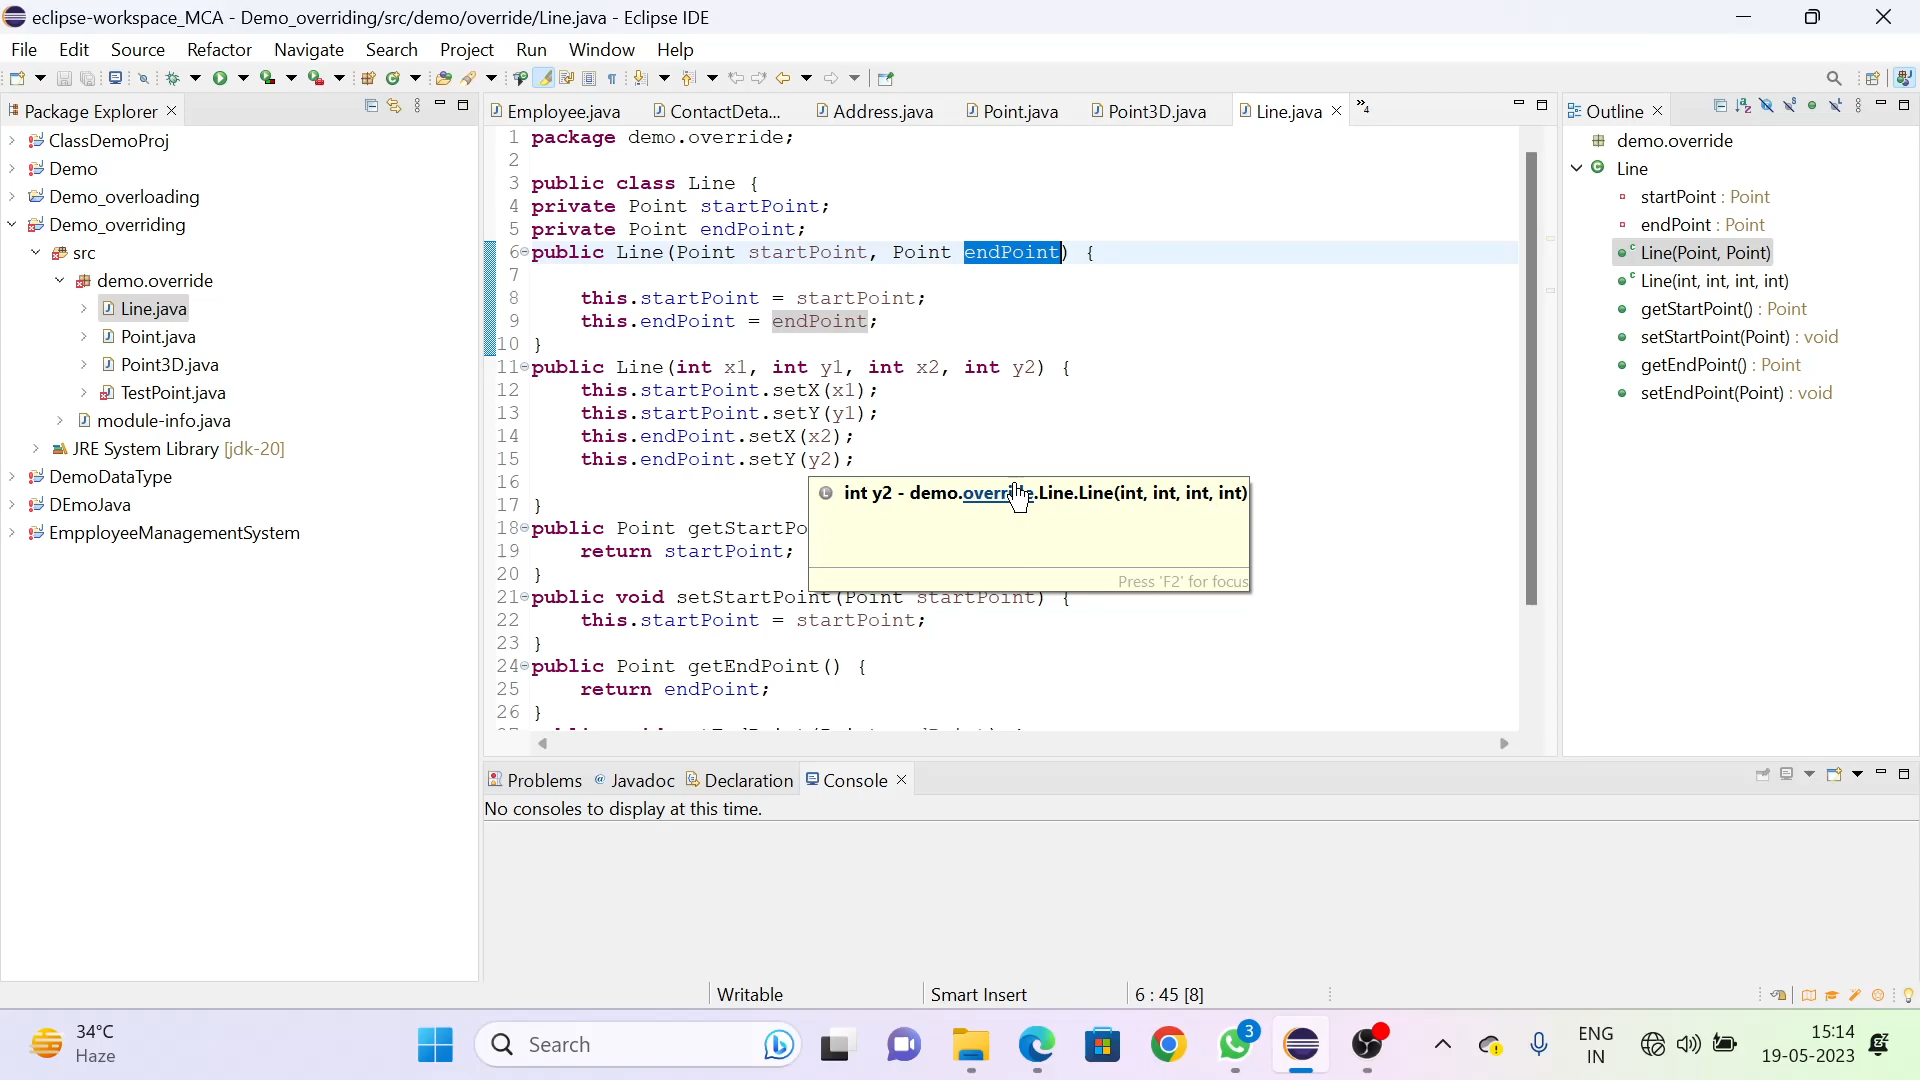 eclipse-workspace_MCA - Demo_overriding/src/demo/override/Line.java - Eclipse IDE
File Edit Source Refactor Navigate Search Project Run Window Help
Package Explorer
ClassDemoProj
Demo
Demo_overloading
Demo_overriding
src
demo.override
Line.java
Point.java
Point3D.java
TestPoint.java
module-info.java
JRE System Library [jdk-20]
DemoDataType
DEmoJava
EmpployeeManagementSystem
Employee.java ContactDeta... Address.java Point.java Point3D.java Line.java »4
1 package demo.override;
2
3 public class Line {
4 private Point startPoint;
5 private Point endPoint;
6 public Line(Point startPoint, Point endPoint) {
7
8 this.startPoint = startPoint;
9 this.endPoint = endPoint;
10 }
11 public Line(int x1, int y1, int x2, int y2) {
12 this.startPoint.setX(x1);
13 this.startPoint.setY(y1);
14 this.endPoint.setX(x2);
15 this.endPoint.setY(y2);
16
17 }
18 public Point getStartPo
19 return startPoint;
20 }
21 public void setStartPoint(Point startPoint) {
22 this.startPoint = startPoint;
23 }
24 public Point getEndPoint() {
25 return endPoint;
26 }
int y2 - demo.override.Line.Line(int, int, int, int)
Press 'F2' for focus
Outline
demo.override
Line
startPoint : Point
endPoint : Point
Line(Point, Point)
Line(int, int, int, int)
getStartPoint() : Point
setStartPoint(Point) : void
getEndPoint() : Point
setEndPoint(Point) : void
Problems Javadoc Declaration Console
No consoles to display at this time.
Writable Smart Insert 6 : 45 [8]
34°C
Haze
Search
3
ENG
IN
15:14
19-05-2023